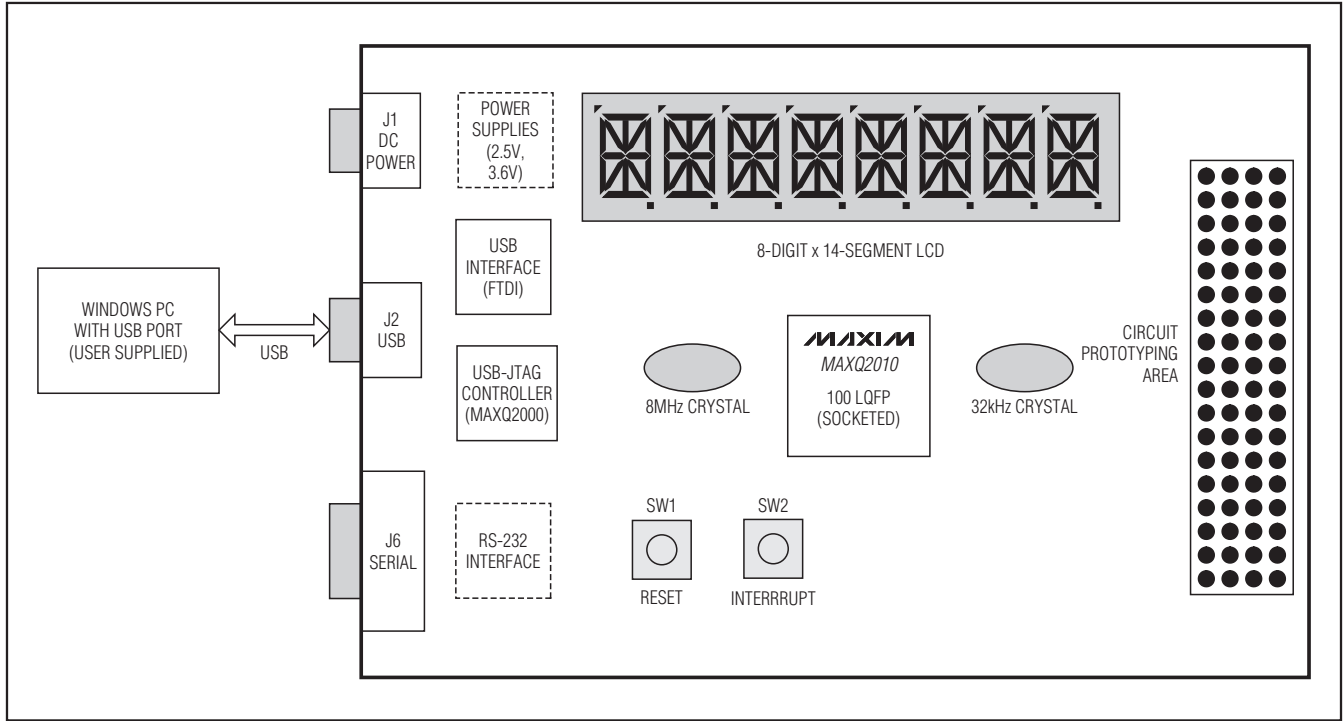 J1
DC
POWER
POWER
SUPPLIES
(2.5V,
3.6V)
8-DIGIT x 14-SEGMENT LCD
USB
INTERFACE
(FTDI)
WINDOWS PC
WITH USB PORT
(USER SUPPLIED)
USB
J2
USB
USB-JTAG
CONTROLLER
(MAXQ2000)
8MHz CRYSTAL
MAXIM
MAXQ2010
100 LQFP
(SOCKETED)
32kHz CRYSTAL
CIRCUIT
PROTOTYPING
AREA
J6
SERIAL
RS-232
INTERFACE
SW1
RESET
SW2
INTERRRUPT